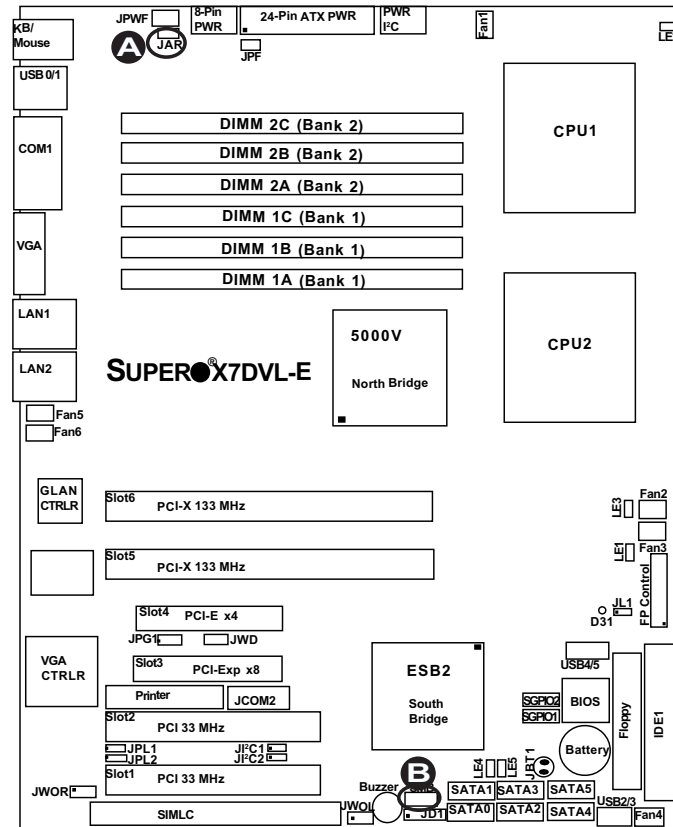 KB/
Mouse
JPWF
8-Pin
PWR
24-Pin ATX PWR
PWR
I²C
Fan1
LE
A
JAR
JPF
USB 0/1
COM1
VGA
LAN1
LAN2
Fan5
Fan6
DIMM 2C (Bank 2)
DIMM 2B (Bank 2)
DIMM 2A (Bank 2)
DIMM 1C (Bank 1)
DIMM 1B (Bank 1)
DIMM 1A (Bank 1)
CPU1
CPU2
5000V
North Bridge
SUPER●®X7DVL-E
GLAN
CTRLR
Slot6
PCI-X 133 MHz
Slot5
PCI-X 133 MHz
Fan2
LE3
Fan3
LE1
FP Control
JL1
D31
Slot4
PCI-E x4
JPG1
JWD
VGA
CTRLR
Slot3
PCI-Exp x8
Printer
JCOM2
ESB2
South
Bridge
USB4/5
SGPIO2
SGPIO1
BIOS
Floppy
IDE1
Slot2
PCI 33 MHz
JPL1
JPL2
JI²C1
JI²C2
Battery
JBT1
LE4
LE5
Slot1
PCI 33 MHz
JWOR
SIMLC
JWOL
Buzzer
B
JD1
SATA1
SATA3
SATA5
SATA0
SATA2
SATA4
USB2/3
Fan4